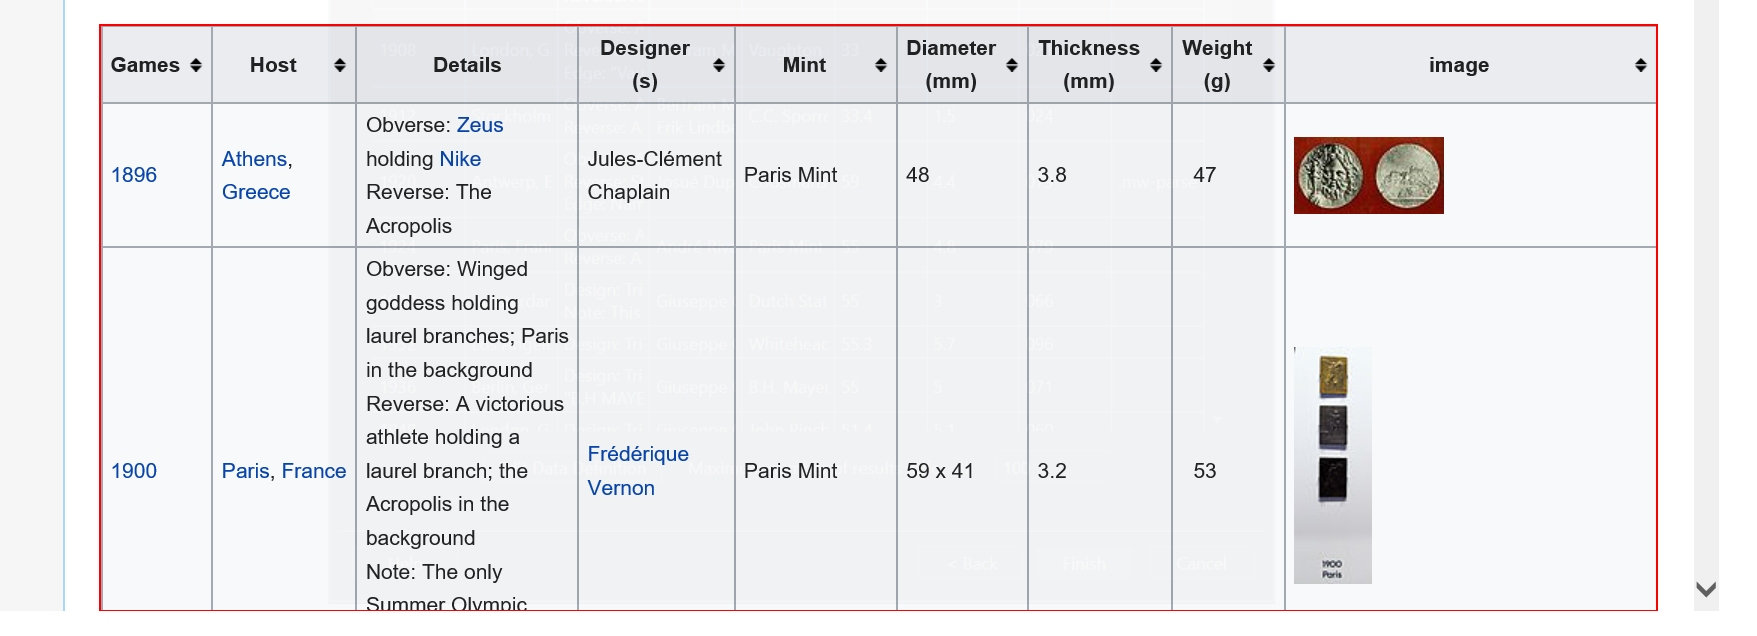 Games Host Details Designer (s) Mint Diameter (mm) Thickness (mm) Weight (g) image
1896
Athens,
Greece
Obverse: Zeus
holding Nike
Reverse: The
Acropolis
Jules-Clément
Chaplain
Paris Mint
48
3.8
47
1900
Paris, France
Obverse: Winged
goddess holding
laurel branches; Paris
in the background
Reverse: A victorious
athlete holding a
laurel branch; the
Acropolis in the
background
Note: The only
Summer Olympic
Frédérique
Vernon
Paris Mint
59 x 41
3.2
53
1900
Paris
< Back
Finish
Cancel